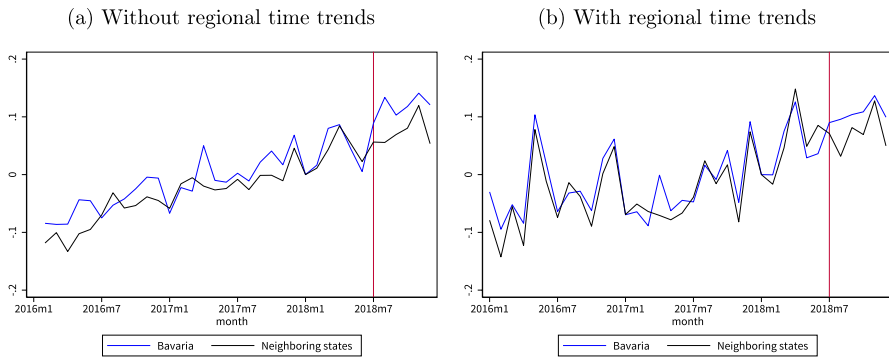 (a) Without regional time trends
.2
.1
0
-.1
-.2
2016m1 2016m7 2017m1 2017m7 2018m1 2018m7
month
Bavaria Neighboring states
(b) With regional time trends
.2
.1
0
-.1
-.2
2016m1 2016m7 2017m1 2017m7 2018m1 2018m7
month
Bavaria Neighboring states